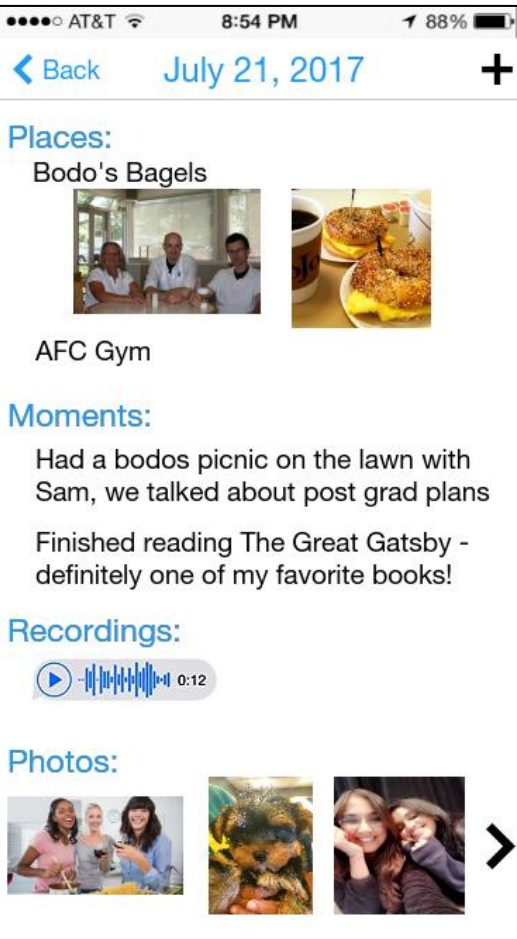 AT&T 8:54 PM 88%
Back July 21, 2017 +
Places:
Bodo's Bagels
AFC Gym
Moments:
Had a bodos picnic on the lawn with
Sam, we talked about post grad plans
Finished reading The Great Gatsby -
definitely one of my favorite books!
Recordings:
0:12
Photos: